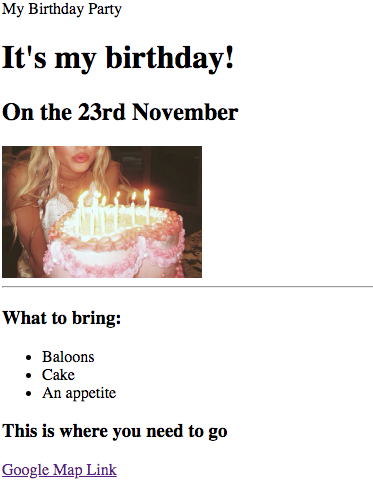 My Birthday Party
It's my birthday!
On the 23rd November
What to bring:
Baloons
Cake
An appetite
This is where you need to go
Google Map Link